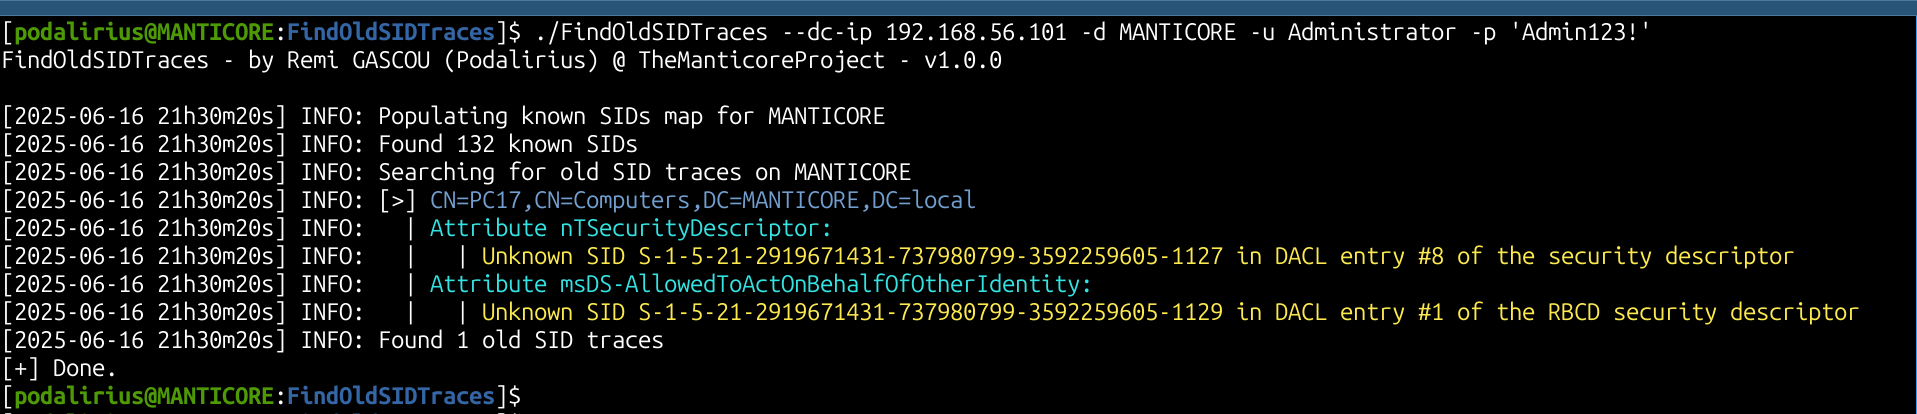 [podalirius@MANTICORE:FindOldSIDTraces]$ ./FindOldSIDTraces --dc-ip 192.168.56.101 -d MANTICORE -u Administrator -p 'Admin123!'
FindOldSIDTraces - by Remi GASCOU (Podalirius) @ TheManticoreProject - v1.0.0
[2025-06-16 21h30m20s] INFO: Populating known SIDs map for MANTICORE
[2025-06-16 21h30m20s] INFO: Found 132 known SIDs
[2025-06-16 21h30m20s] INFO: Searching for old SID traces on MANTICORE
[2025-06-16 21h30m20s] INFO: [>] CN=PC17,CN=Computers,DC=MANTICORE,DC=local
[2025-06-16 21h30m20s] INFO:   | Attribute nTSecurityDescriptor:
[2025-06-16 21h30m20s] INFO:   |   | Unknown SID S-1-5-21-2919671431-737980799-3592259605-1127 in DACL entry #8 of the security descriptor
[2025-06-16 21h30m20s] INFO:   | Attribute msDS-AllowedToActOnBehalfOfOtherIdentity:
[2025-06-16 21h30m20s] INFO:   |   | Unknown SID S-1-5-21-2919671431-737980799-3592259605-1129 in DACL entry #1 of the RBCD security descriptor
[2025-06-16 21h30m20s] INFO: Found 1 old SID traces
[+] Done.
[podalirius@MANTICORE:FindOldSIDTraces]$